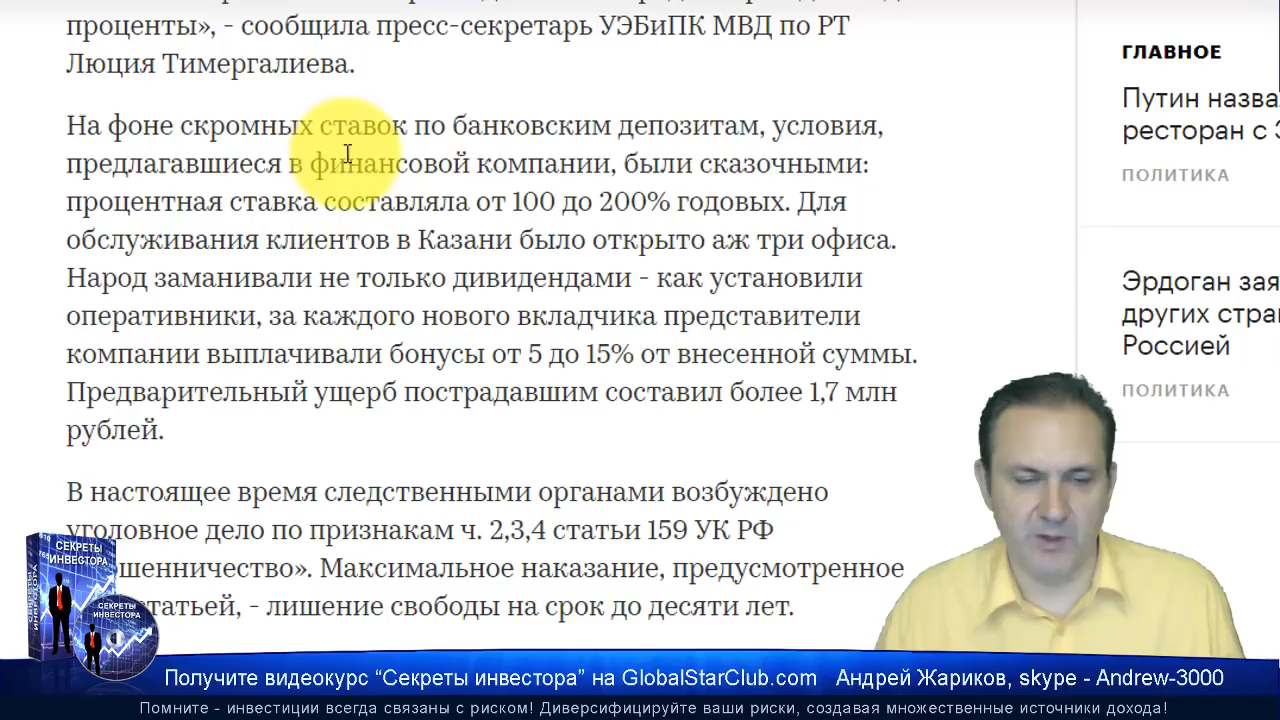 проценты», - сообщила пресс-секретарь УЭБиПК МВД по РТ
Люция Тимергалиева.
На фоне скромных ставок по банковским депозитам, условия,
предлагавшиеся в финансовой компании, были сказочными:
процентная ставка составляла от 100 до 200% годовых. Для
обслуживания клиентов в Казани было открыто аж три офиса.
Народ заманивали не только дивидендами - как установили
оперативники, за каждого нового вкладчика представители
компании выплачивали бонусы от 5 до 15% от внесенной суммы.
Предварительный ущерб пострадавшим составил более 1,7 млн
рублей.
В настоящее время следственными органами возбуждено
уголовное дело по признакам ч. 2,3,4 статьи 159 УК РФ
шенничество». Максимальное наказание, предусмотренное
статьей, - лишение свободы на срок до десяти лет.
ГЛАВНОЕ
Путин назва
ресторан с
ПОЛИТИКА
Эрдоган зая
других стра
Россией
ПОЛИТИКА
СЕКРЕТЫ
ИНВЕСТОРА
СЕКРЕТЫ
ИНВЕСТОРА
Получите видеокурс “Секреты инвестора” на GlobalStarClub.com Андрей Жариков, skype - Andrew-3000
Помните - инвестиции всегда связаны с риском! Диверсифицируйте ваши риски, создавая множественные источники дохода!